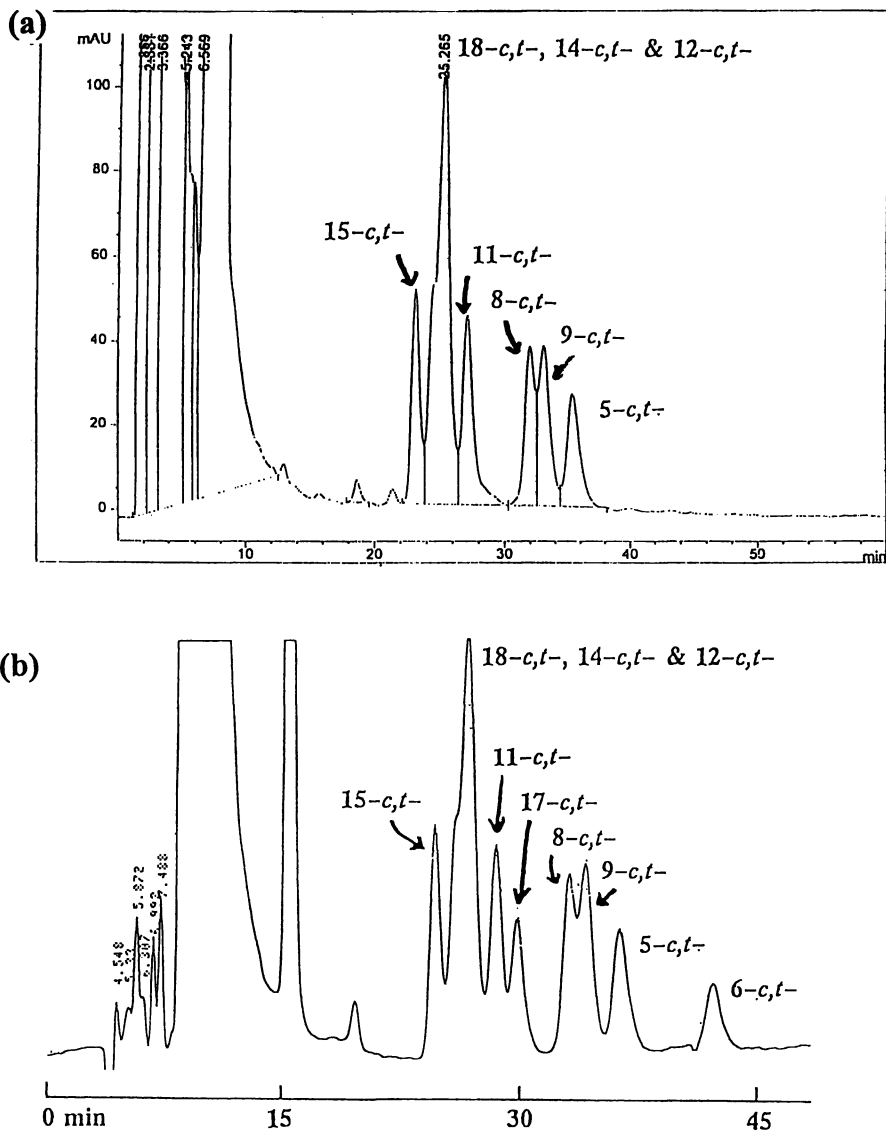 (a)
mAU
3.366
5.243
6.569
25.265
18-c,t-, 14-c,t- & 12-c,t-
100
80
15-c,t-
11-c,t-
60
8-c,t-
9-c,t-
40
5-c,t-
20
0
10
20
30
40
50
min
(b)
18-c,t-, 14-c,t- & 12-c,t-
11-c,t-
15-c,t-
17-c,t-
8-c,t-
9-c,t-
5.872
7.488
4.548
5-c,t-
6-c,t-
0 min
15
30
45